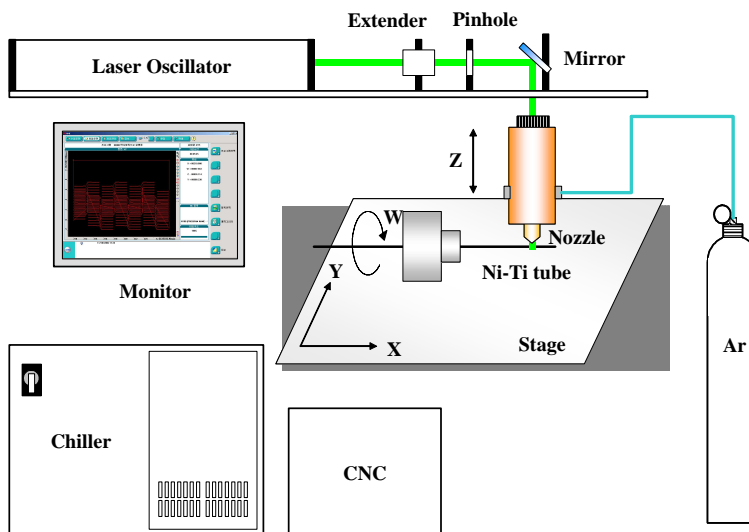 Extender
Pinhole
Laser Oscillator
Mirror
Z
W
Nozzle
Y
Ni-Ti tube
Monitor
X
Stage
Ar
Chiller
CNC